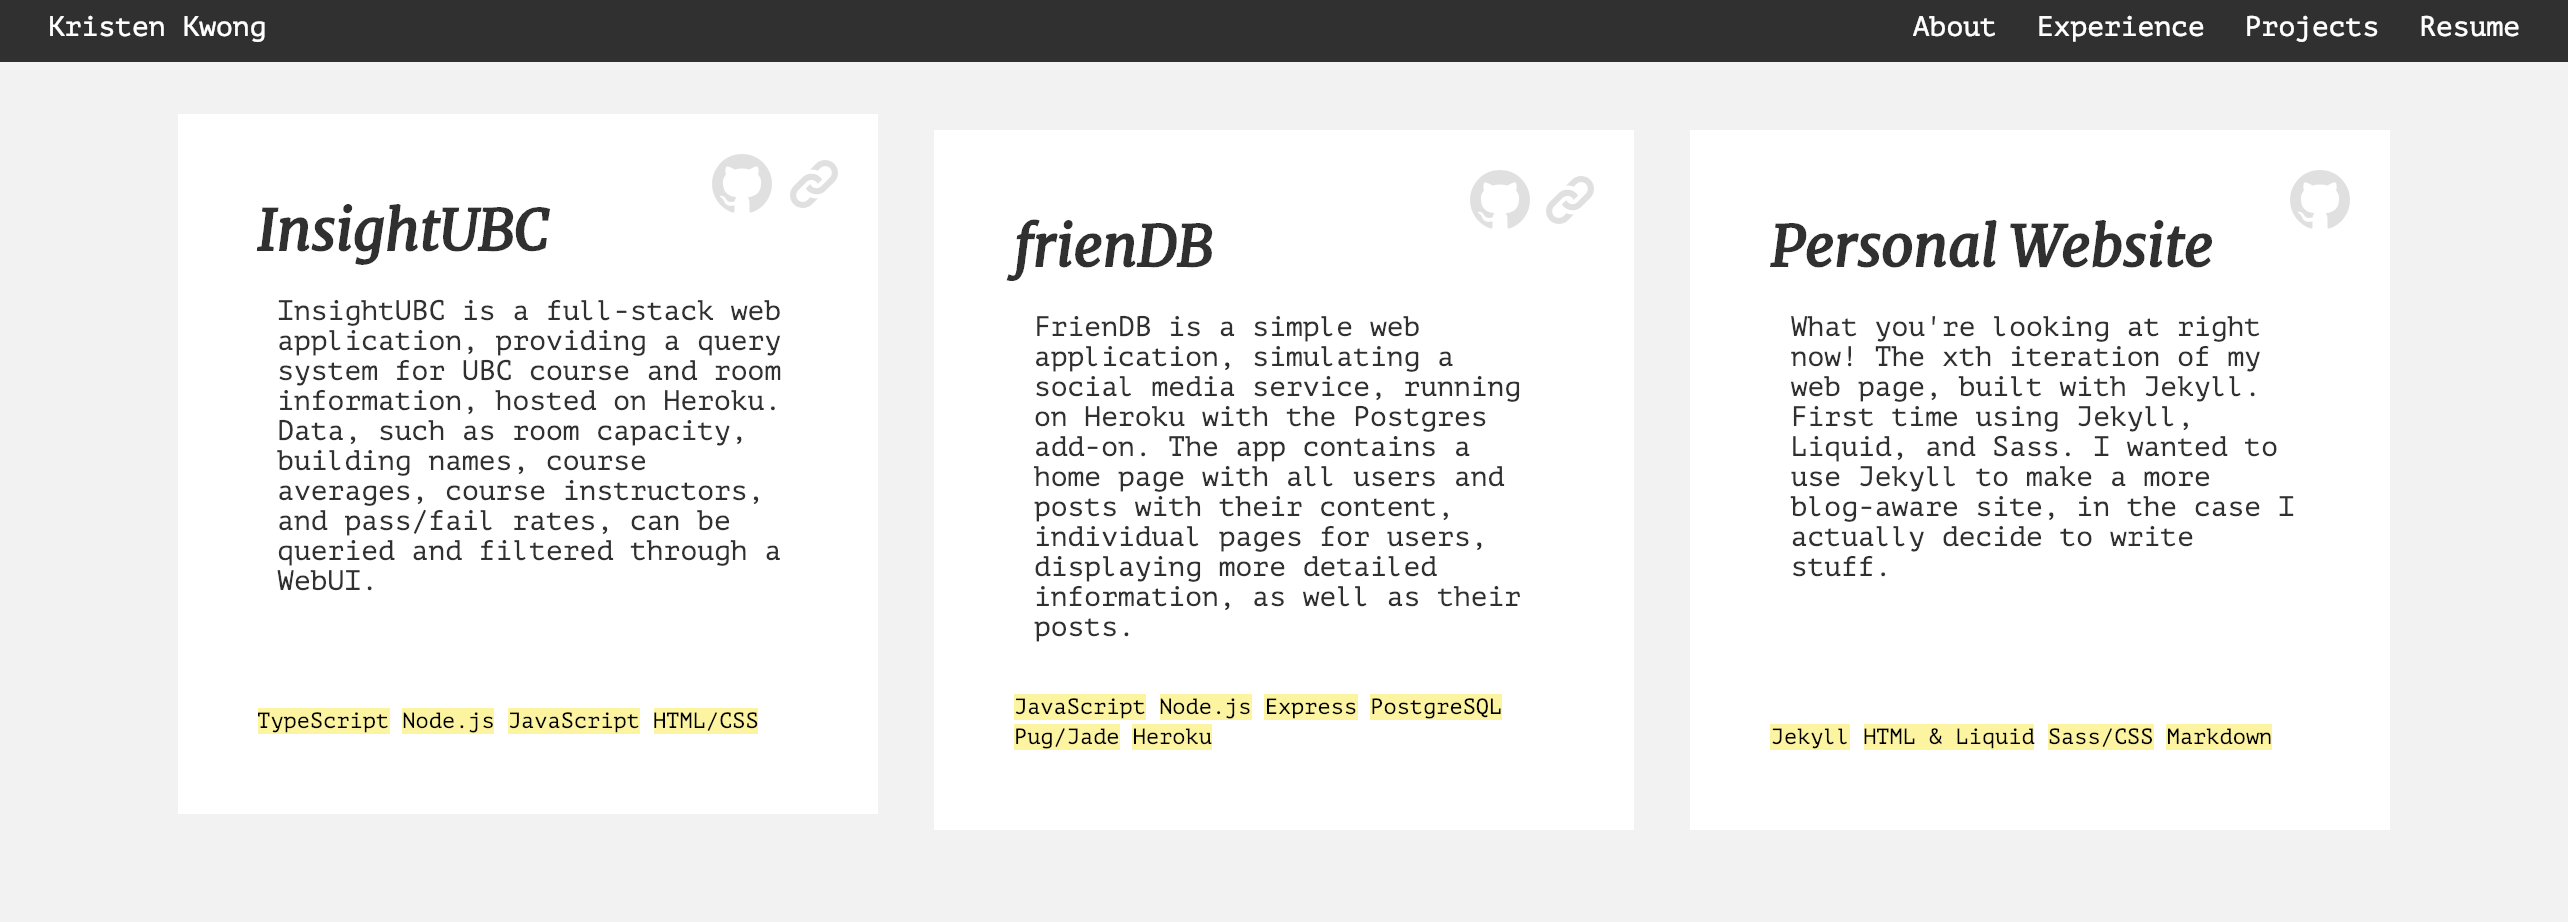 Kristen Kwong
About Experience Projects Resume
InsightUBC
InsightUBC is a full-stack web
application, providing a query
system for UBC course and room
information, hosted on Heroku.
Data, such as room capacity,
building names, course
averages, course instructors,
and pass/fail rates, can be
queried and filtered through a
WebUI.
TypeScript Node.js JavaScript HTML/CSS
frienDB
FrienDB is a simple web
application, simulating a
social media service, running
on Heroku with the Postgres
add-on. The app contains a
home page with all users and
posts with their content,
individual pages for users,
displaying more detailed
information, as well as their
posts.
JavaScript Node.js Express PostgreSQL
Pug/Jade Heroku
Personal Website
What you're looking at right
now! The xth iteration of my
web page, built with Jekyll.
First time using Jekyll,
Liquid, and Sass. I wanted to
use Jekyll to make a more
blog-aware site, in the case I
actually decide to write
stuff.
Jekyll HTML & Liquid Sass/CSS Markdown